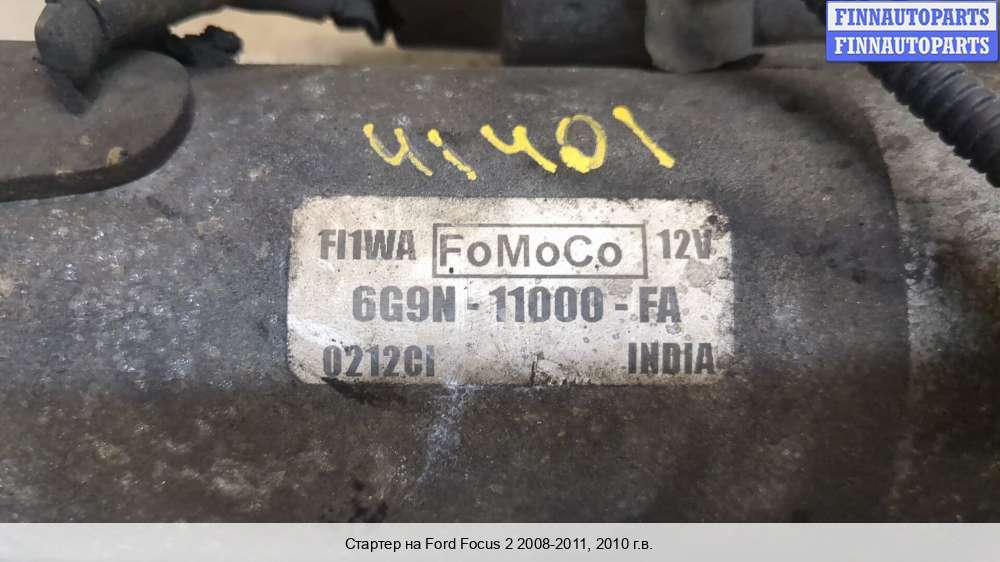 FINNAUTOPARTS
FINNAUTOPARTS
41401
FI1WA FoMoCo 12V
6G9N - 11000 - FA
0212CI INDIA
Стартер на Ford Focus 2 2008-2011, 2010 г.в.